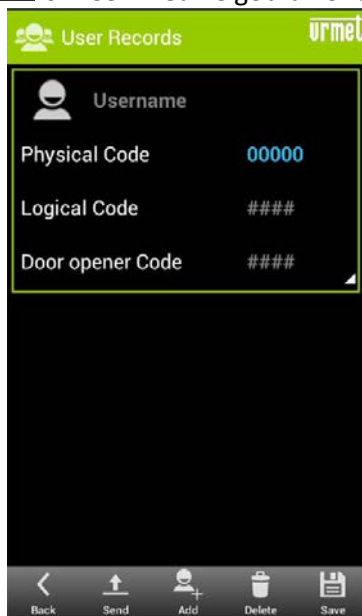 User Records
urmet
Username
Physical Code 00000
Logical Code ####
Door opener Code ####
Back Send Add Delete Save